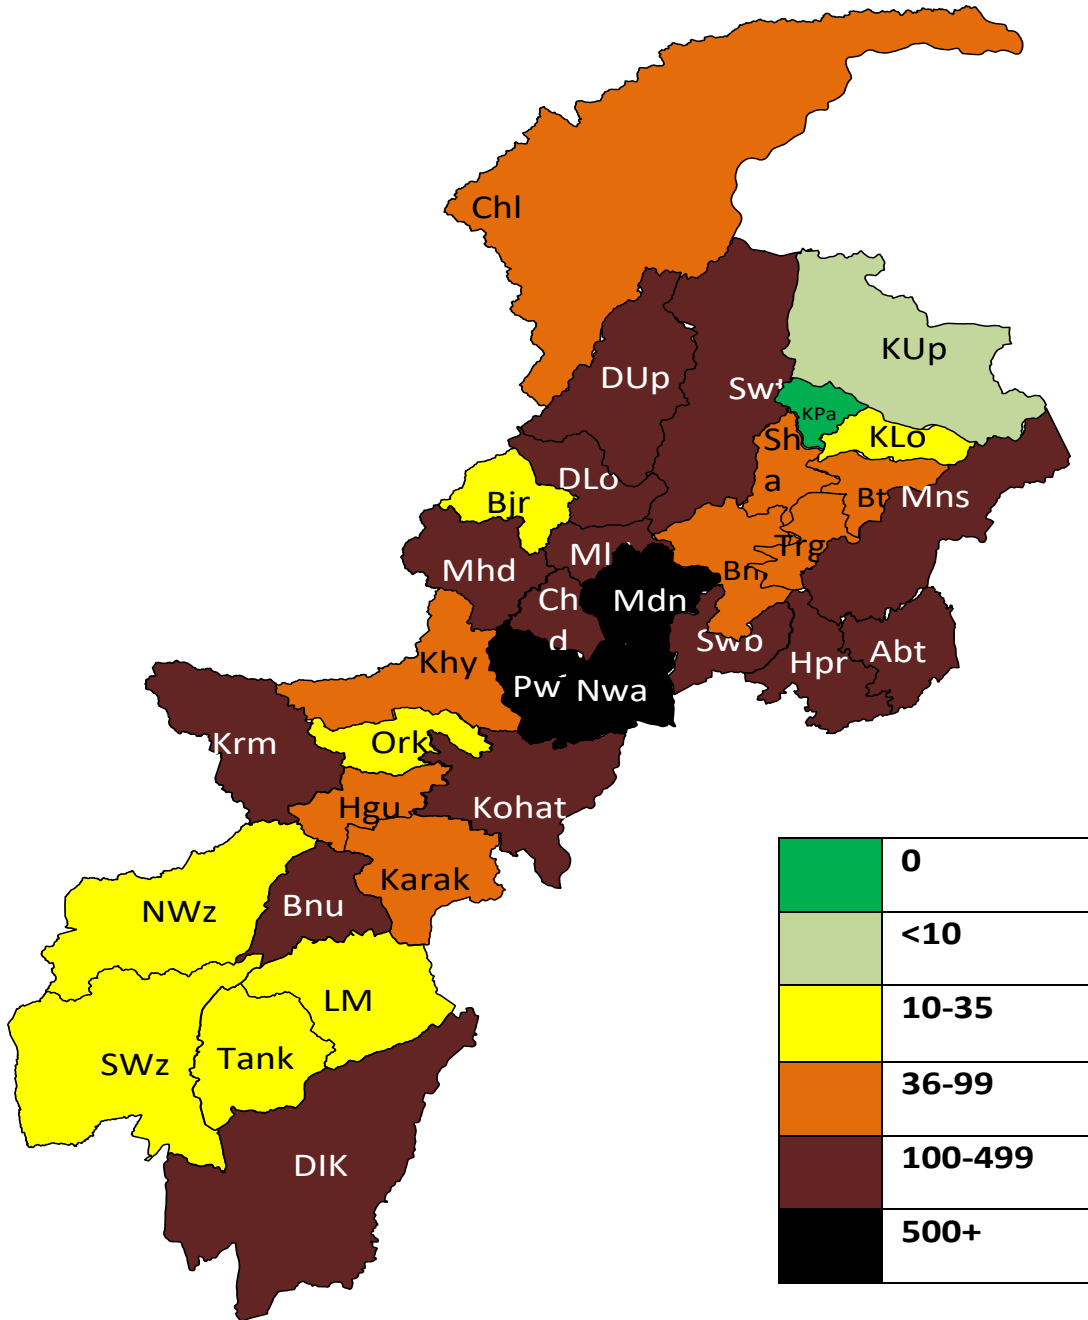 Chl
KUp
DUp
Swt
KPa
Sh
a
KLo
DLo
Bjr
Bt
Mns
Trg
Ml
Mhd
Bn
Ch
d
Mdn
Swb
Hpr
Abt
Khy
Pw
Nwa
Krm
Ork
Hgu
Kohat
Karak
NWz
Bnu
LM
SWz
Tank
DIK
0
<10
10-35
36-99
100-499
500+